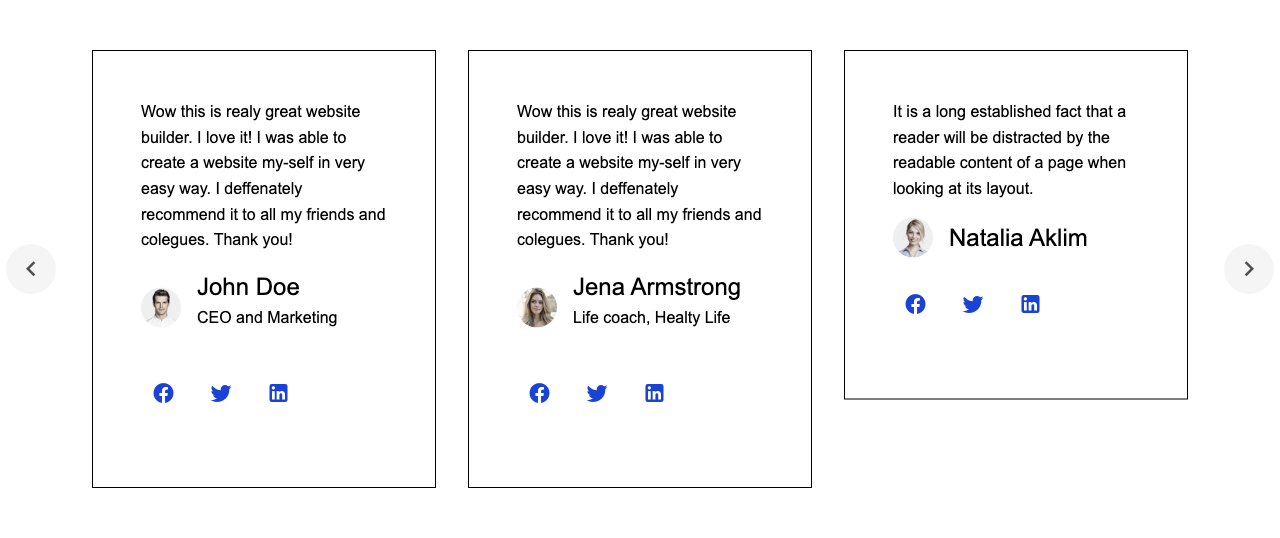 Wow this is realy great website
builder. I love it! I was able to
create a website my-self in very
easy way. I deffenately
recommend it to all my friends and
colegues. Thank you!
John Doe
CEO and Marketing
Wow this is realy great website
builder. I love it! I was able to
create a website my-self in very
easy way. I deffenately
recommend it to all my friends and
colegues. Thank you!
Jena Armstrong
Life coach, Healty Life
It is a long established fact that a
reader will be distracted by the
readable content of a page when
looking at its layout.
Natalia Aklim